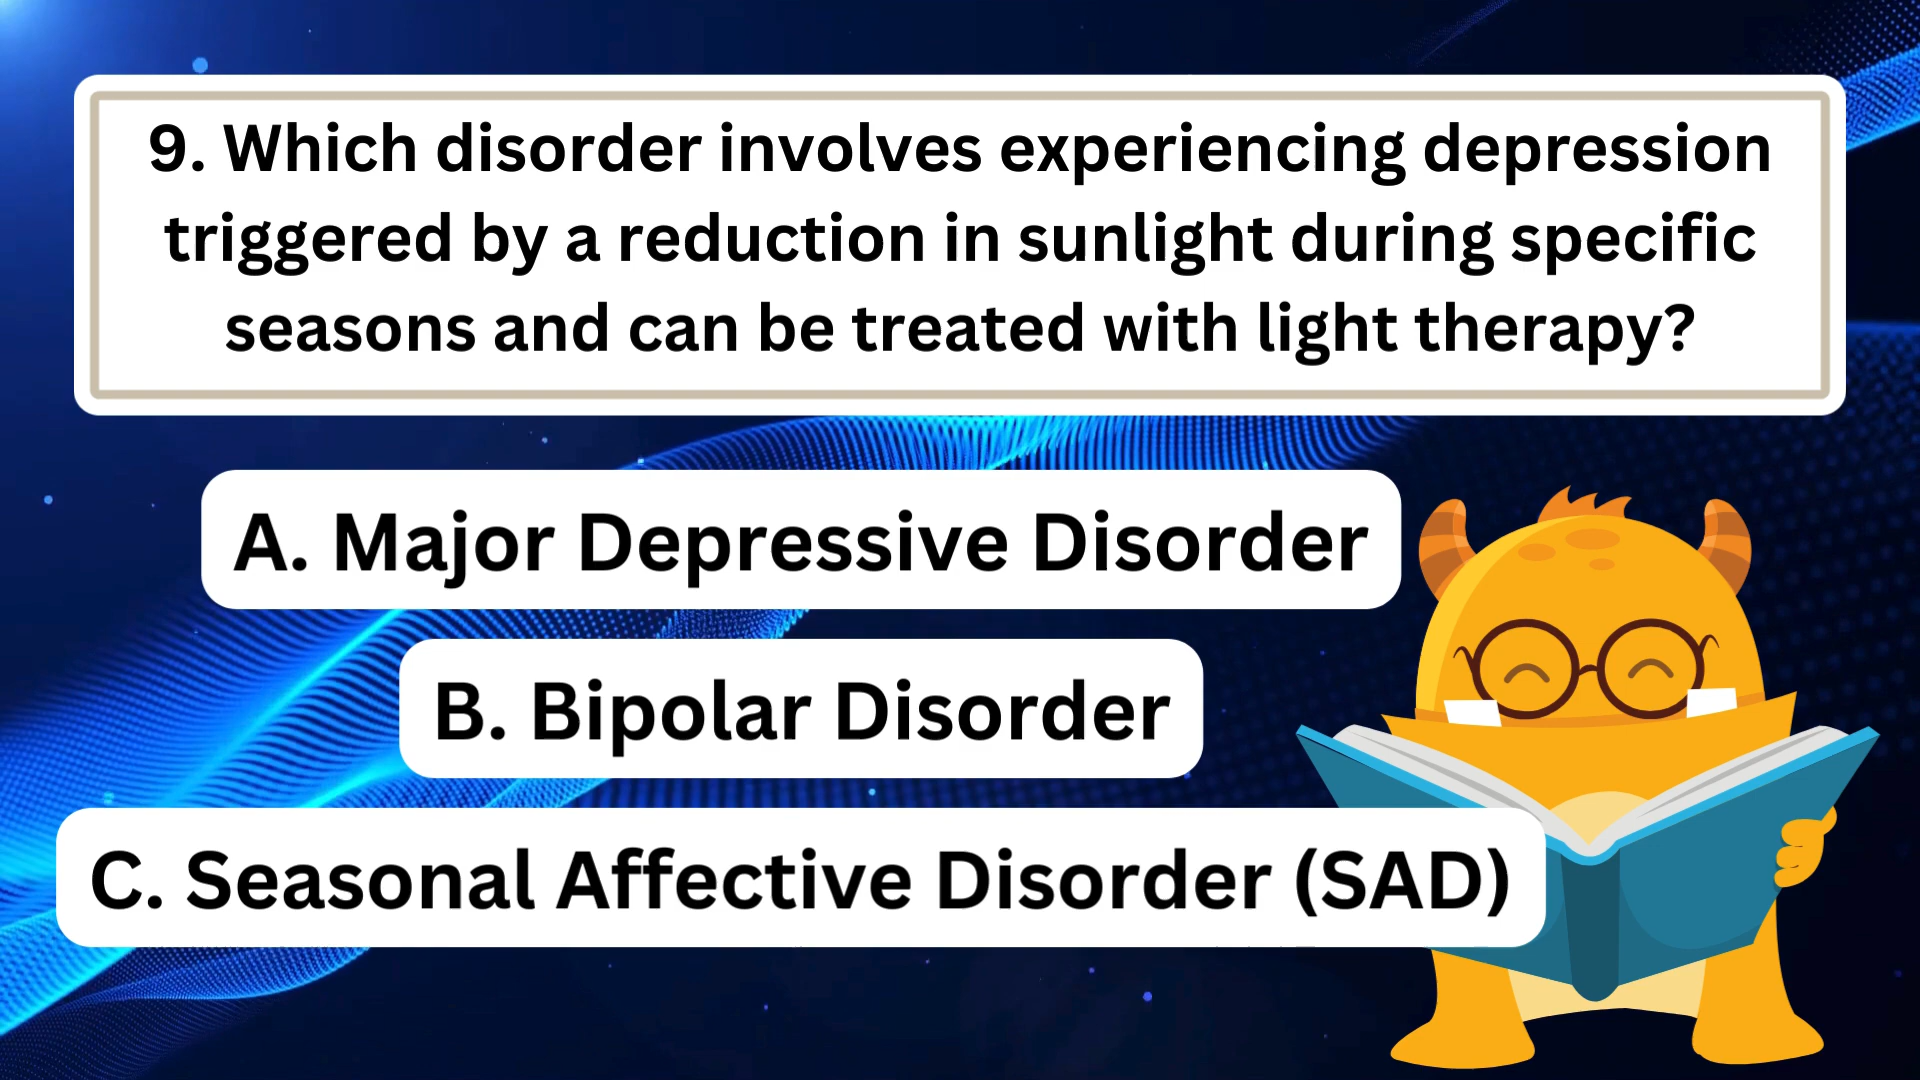 9. Which disorder involves experiencing depression
triggered by a reduction in sunlight during specific
seasons and can be treated with light therapy?
A. Major Depressive Disorder
B. Bipolar Disorder
C. Seasonal Affective Disorder (SAD)